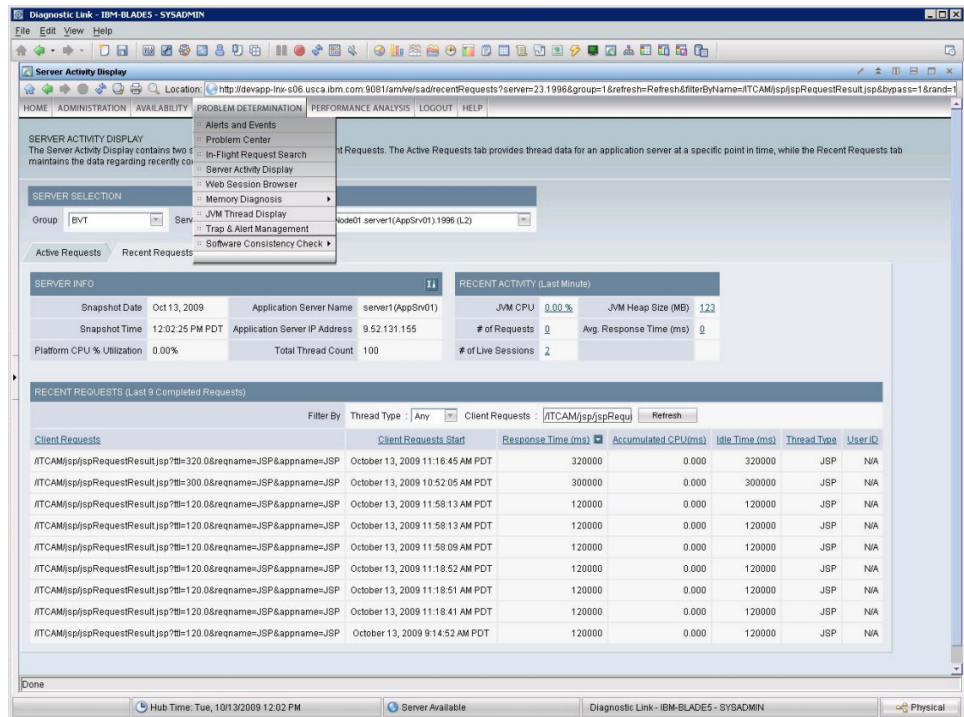 Diagnostic Link - IBM-BLADE5 - SYSADMIN
File Edit View Help
Server Activity Display
Location: http://devapp-lnx-s06.usca.ibm.com:9081/am/ve/sad/recentRequests?server=23.1996&group=1&refresh=Refresh&filterByName=/ITCAM/jsp/jspRequestResult.jsp&bypass=1&rand=1
HOME ADMINISTRATION AVAILABILITY PROBLEM DETERMINATION PERFORMANCE ANALYSIS LOGOUT HELP
Alerts and Events
Problem Center
In-Flight Request Search
Server Activity Display
Web Session Browser
Memory Diagnosis
JVM Thread Display
Trap & Alert Management
Software Consistency Check
SERVER ACTIVITY DISPLAY
The Server Activity Display contains two s nt Requests. The Active Requests tab provides thread data for an application server at a specific point in time, while the Recent Requests tab
maintains the data regarding recently co
SERVER SELECTION
Group BVT Serv Node01.server1(AppSrv01).1996 (L2)
Active Requests Recent Requests
SERVER INFO
Snapshot Date Oct 13, 2009 Application Server Name server1(AppSrv01)
Snapshot Time 12:02:25 PM PDT Application Server IP Address 9.52.131.155
Platform CPU % Utilization 0.00% Total Thread Count 100
RECENT ACTIVITY (Last Minute)
JVM CPU 0.00 % JVM Heap Size (MB) 123
# of Requests 0 Avg. Response Time (ms) 0
# of Live Sessions 2
RECENT REQUESTS (Last 9 Completed Requests)
Filter By Thread Type : Any Client Requests : /ITCAM/jsp/jspRequ Refresh
Client Requests Client Requests Start Response Time (ms) Accumulated CPU(ms) Idle Time (ms) Thread Type User ID
/ITCAM/jsp/jspRequestResult.jsp?ttl=320.0&reqname=JSP&appname=JSP October 13, 2009 11:16:45 AM PDT 320000 0.000 320000 JSP N/A
/ITCAM/jsp/jspRequestResult.jsp?ttl=300.0&reqname=JSP&appname=JSP October 13, 2009 10:52:05 AM PDT 300000 0.000 300000 JSP N/A
/ITCAM/jsp/jspRequestResult.jsp?ttl=120.0&reqname=JSP&appname=JSP October 13, 2009 11:58:13 AM PDT 120000 0.000 120000 JSP N/A
/ITCAM/jsp/jspRequestResult.jsp?ttl=120.0&reqname=JSP&appname=JSP October 13, 2009 11:58:13 AM PDT 120000 0.000 120000 JSP N/A
/ITCAM/jsp/jspRequestResult.jsp?ttl=120.0&reqname=JSP&appname=JSP October 13, 2009 11:58:09 AM PDT 120000 0.000 120000 JSP N/A
/ITCAM/jsp/jspRequestResult.jsp?ttl=120.0&reqname=JSP&appname=JSP October 13, 2009 11:18:52 AM PDT 120000 0.000 120000 JSP N/A
/ITCAM/jsp/jspRequestResult.jsp?ttl=120.0&reqname=JSP&appname=JSP October 13, 2009 11:18:51 AM PDT 120000 0.000 120000 JSP N/A
/ITCAM/jsp/jspRequestResult.jsp?ttl=120.0&reqname=JSP&appname=JSP October 13, 2009 11:18:41 AM PDT 120000 0.000 120000 JSP N/A
/ITCAM/jsp/jspRequestResult.jsp?ttl=120.0&reqname=JSP&appname=JSP October 13, 2009 9:14:52 AM PDT 120000 0.000 120000 JSP N/A
Done
Hub Time: Tue, 10/13/2009 12:02 PM Server Available Diagnostic Link - IBM-BLADE5 - SYSADMIN Physical